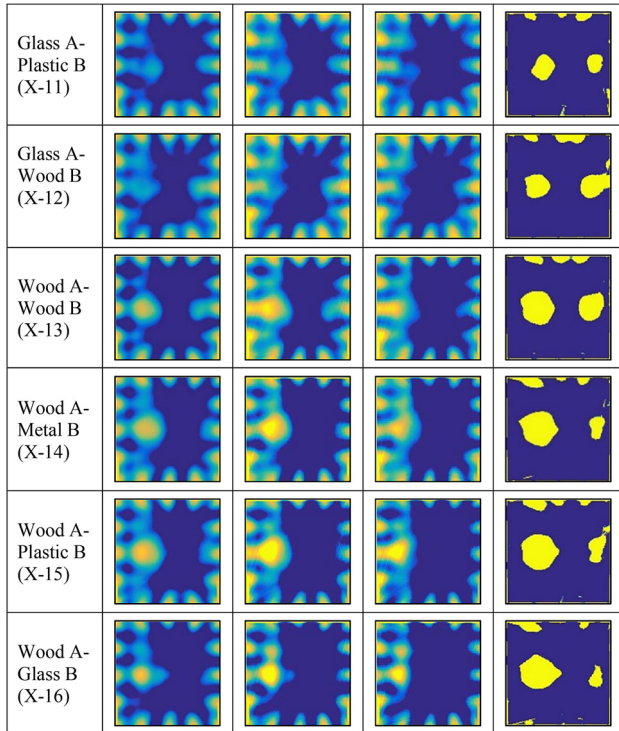 Glass A-
Plastic B
(X-11)
Glass A-
Wood B
(X-12)
Wood A-
Wood B
(X-13)
Wood A-
Metal B
(X-14)
Wood A-
Plastic B
(X-15)
Wood A-
Glass B
(X-16)